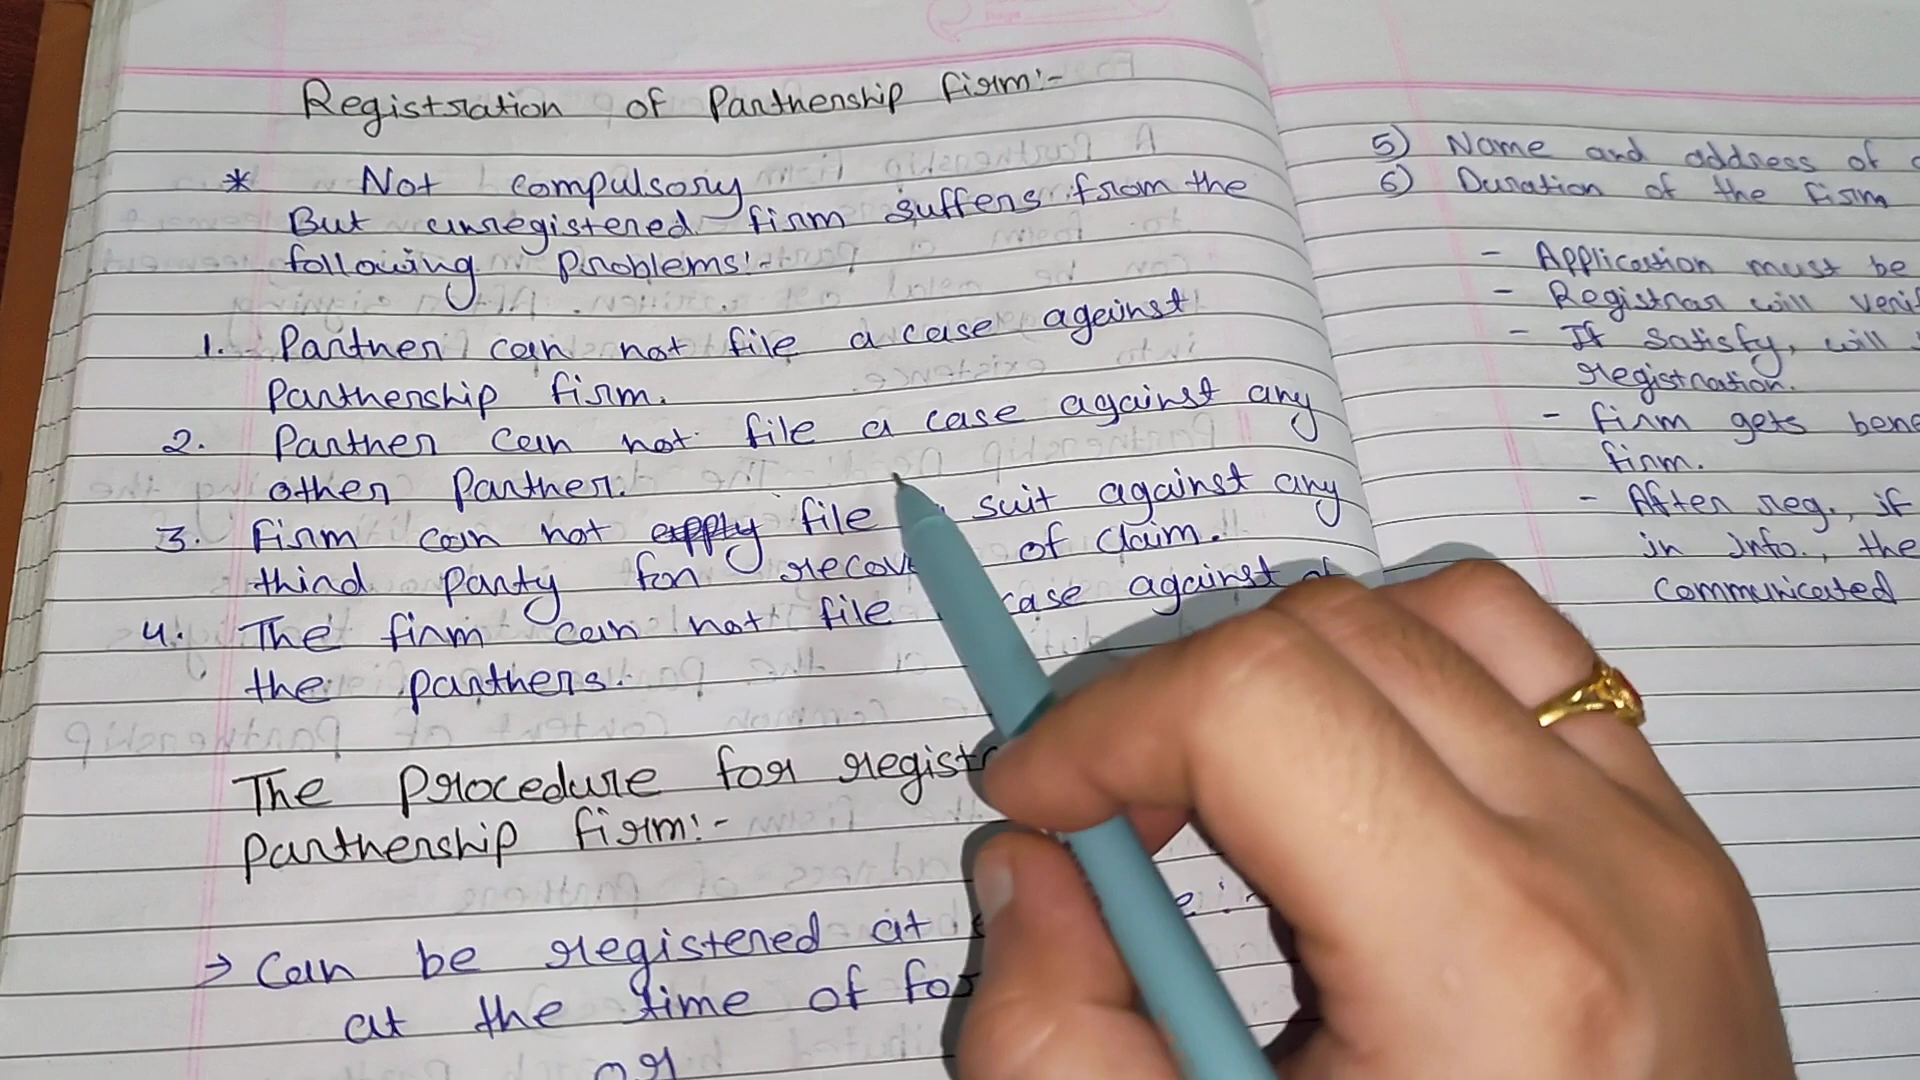 Registration of Partnership firm:-
* Not compulsory
But unregistered firm suffers from the
following problems:-
1. Partner can not file a case against
Partnership firm.
2. Partner can not file a case against any
other Partner.
3. Firm can not file suit against any
third party for recov of claim.
4. The firm can not file case against of
the partners.
The Procedure for registr
Partnership firm:-
→ Can be registered at
at the time of for
or
5) Name and address of
6) Duration of the firm
- Application must be
- Registrar will verif
- If satisfy, will
registration.
- firm gets bene
firm.
- After reg., if
in Info., the
Communicated